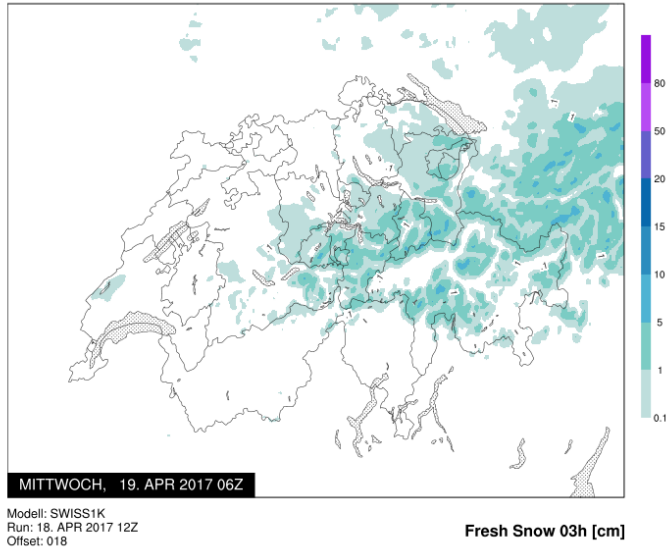 80
50
20
15
10
5
1
0.1
MITTWOCH, 19. APR 2017 06Z
Modell: SWISS1K
Run: 18. APR 2017 12Z
Offset: 018
Fresh Snow 03h [cm]